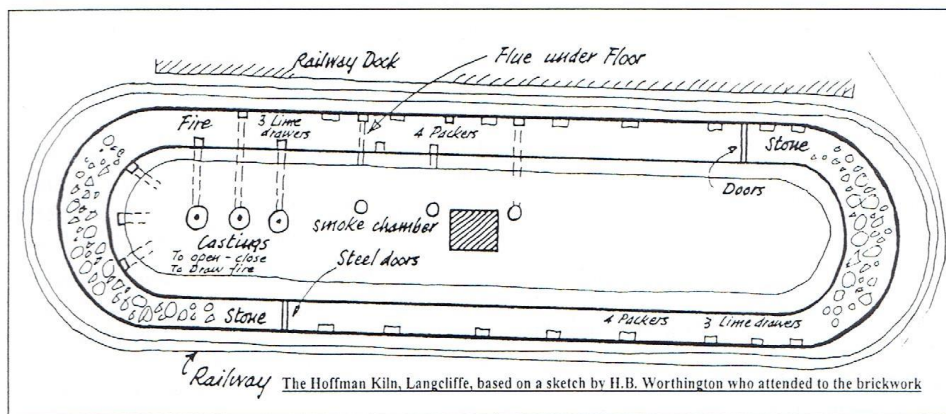 Railway Dock
Flue under Floor
Fire
3 Lime
drawers
4 Packers
Stone
Doors
smoke chamber
Castings
To open - close
To Draw fire
Steel doors
Stone
4 Packers
3 Lime drawers
Railway
The Hoffman Kiln, Langcliffe, based on a sketch by H.B. Worthington who attended to the brickwork